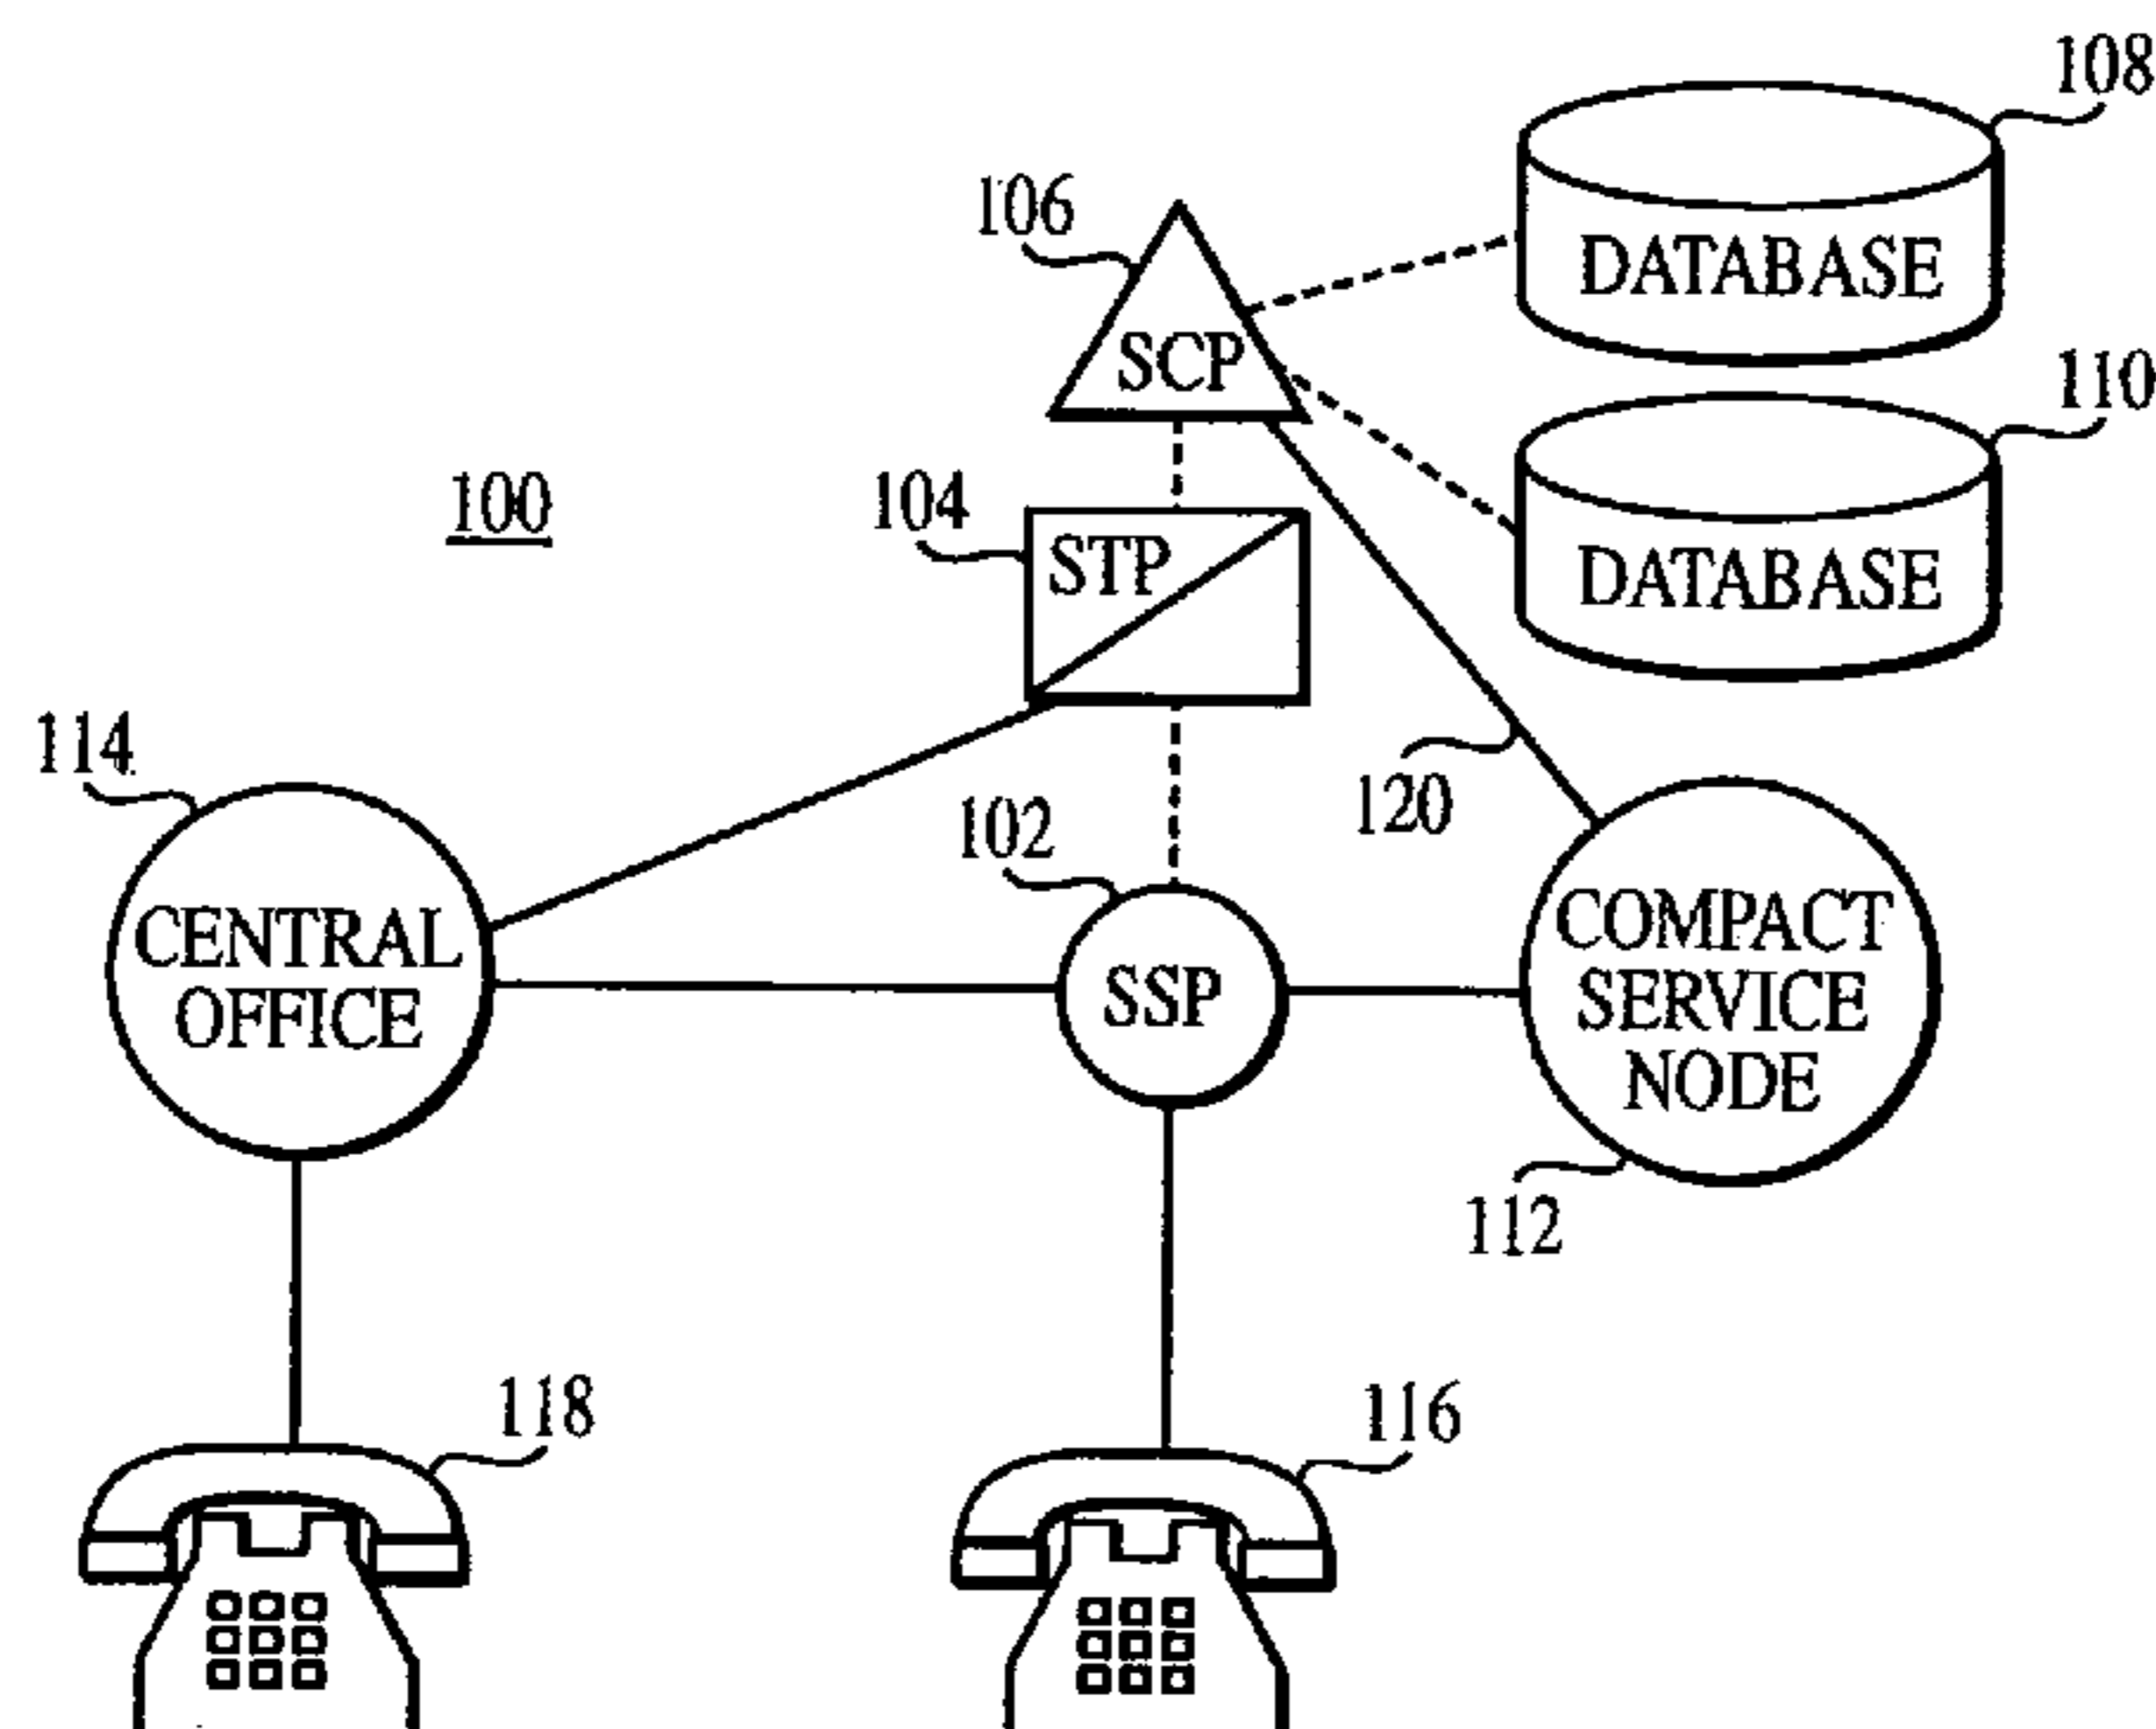 108
106
DATABASE
SCP
110
100
104
STP
DATABASE
114
120
102
CENTRAL
OFFICE
SSP
COMPACT
SERVICE
NODE
112
118
116